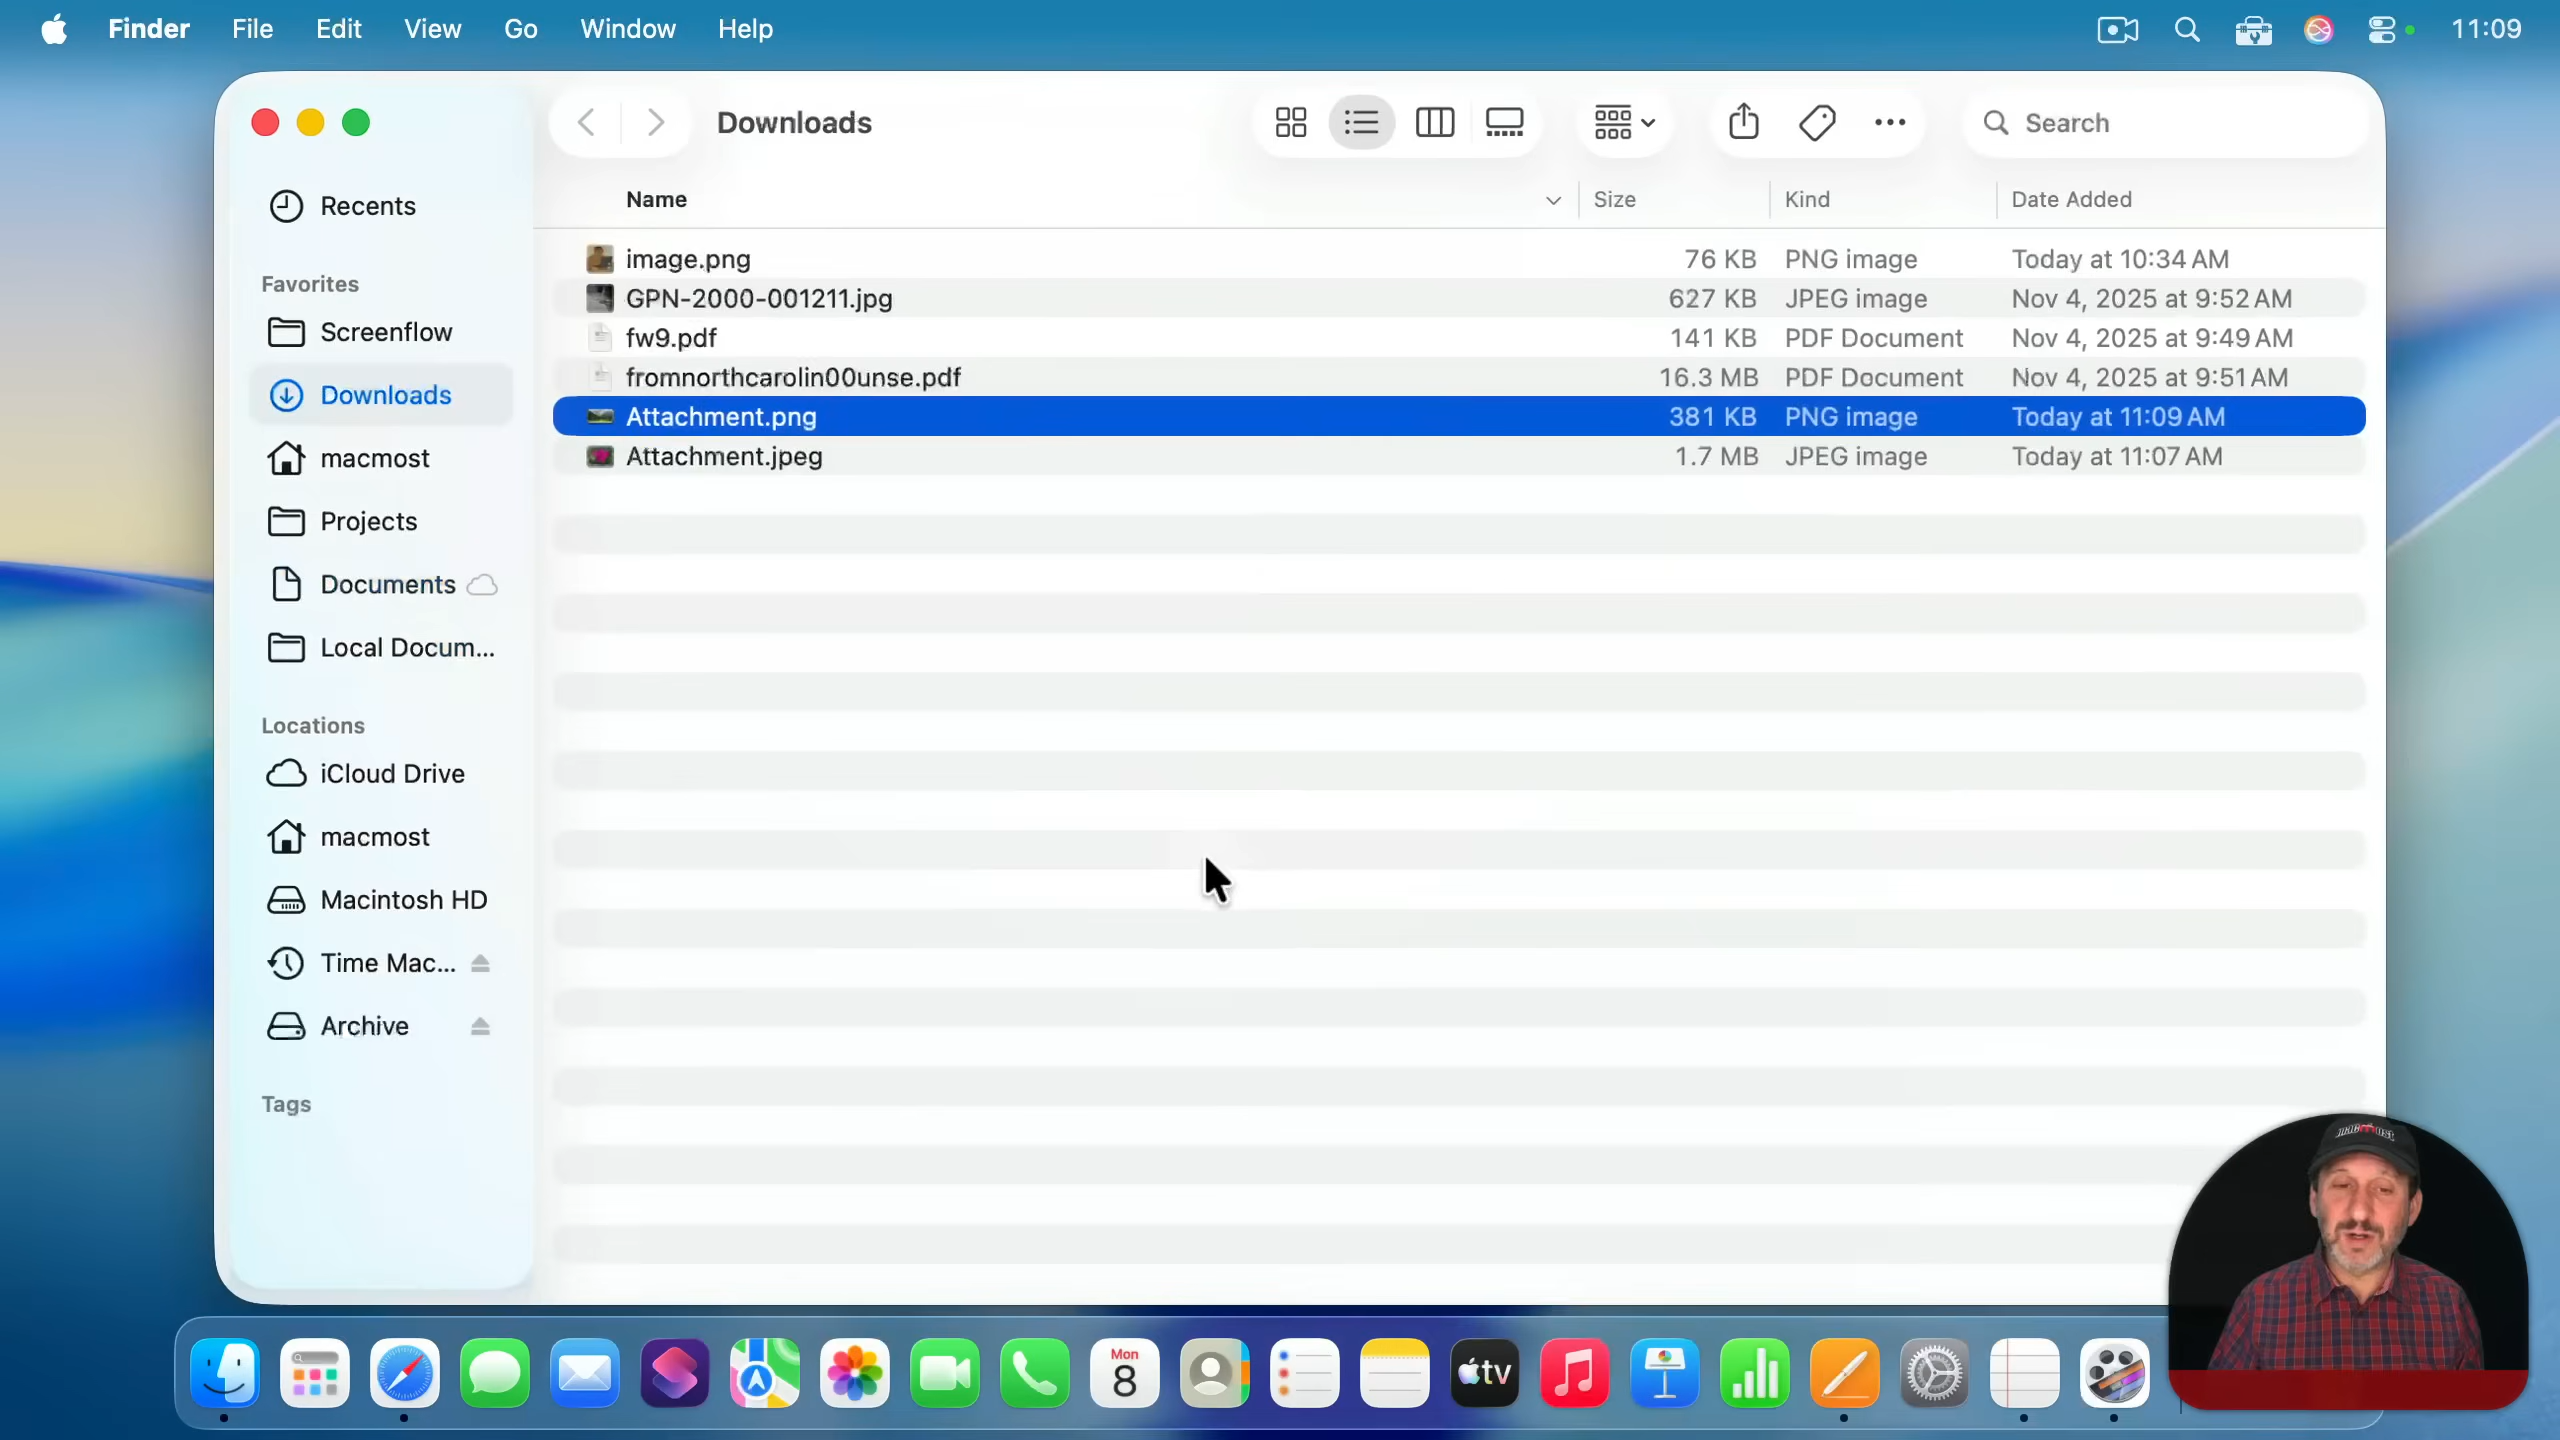 Finder File Edit View Go Window Help 11:09
Downloads
Search
Recents
Favorites
Screenflow
Downloads
macmost
Projects
Documents
Local Docum...
Locations
iCloud Drive
macmost
Macintosh HD
Time Mac...
Archive
Tags
Name Size Kind Date Added
image.png 76 KB PNG image Today at 10:34 AM
GPN-2000-001211.jpg 627 KB JPEG image Nov 4, 2025 at 9:52 AM
fw9.pdf 141 KB PDF Document Nov 4, 2025 at 9:49 AM
fromnorthcarolin00unse.pdf 16.3 MB PDF Document Nov 4, 2025 at 9:51 AM
Attachment.png 381 KB PNG image Today at 11:09 AM
Attachment.jpeg 1.7 MB JPEG image Today at 11:07 AM
macmost
Mon
8
tv